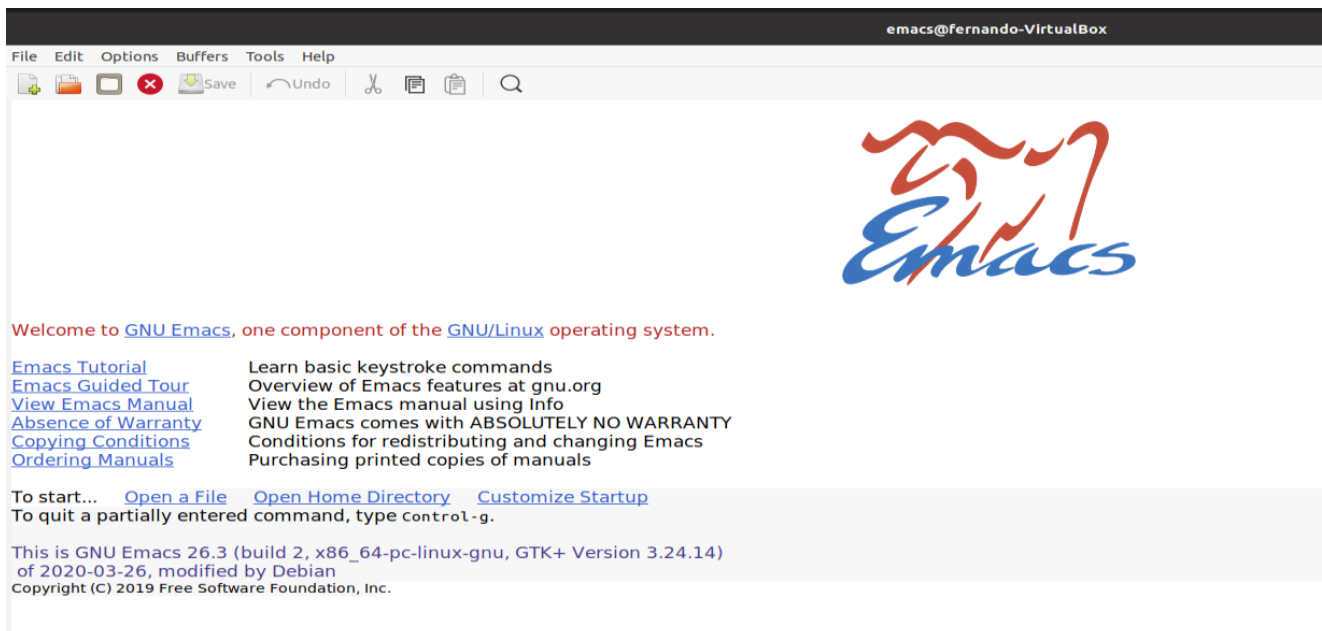 emacs@fernando-VirtualBox
File Edit Options Buffers Tools Help
Save Undo
Emacs
Welcome to GNU Emacs, one component of the GNU/Linux operating system.
Emacs Tutorial Learn basic keystroke commands
Emacs Guided Tour Overview of Emacs features at gnu.org
View Emacs Manual View the Emacs manual using Info
Absence of Warranty GNU Emacs comes with ABSOLUTELY NO WARRANTY
Copying Conditions Conditions for redistributing and changing Emacs
Ordering Manuals Purchasing printed copies of manuals
To start... Open a File Open Home Directory Customize Startup
To quit a partially entered command, type Control-g.
This is GNU Emacs 26.3 (build 2, x86_64-pc-linux-gnu, GTK+ Version 3.24.14)
of 2020-03-26, modified by Debian
Copyright (C) 2019 Free Software Foundation, Inc.